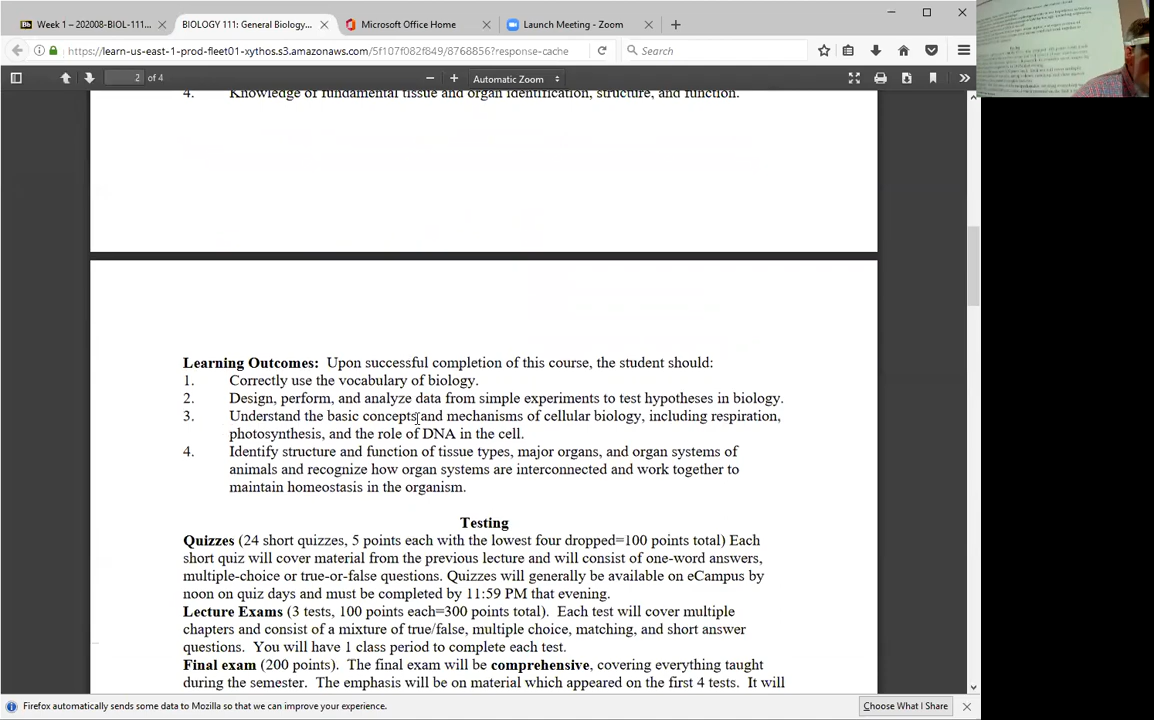 Week 1 – 202008-BIOL-111...
BIOLOGY 111: General Biology...
Microsoft Office Home
Launch Meeting - Zoom
https://learn-us-east-1-prod-fleet01-xythos.s3.amazonaws.com/5f107f082f849/8768856?response-cache
Search
2 of 4
Automatic Zoom
4. Knowledge of rudimental tissue and organ identification, structure, and function.
Learning Outcomes: Upon successful completion of this course, the student should:
1. Correctly use the vocabulary of biology.
2. Design, perform, and analyze data from simple experiments to test hypotheses in biology.
3. Understand the basic concepts and mechanisms of cellular biology, including respiration,
photosynthesis, and the role of DNA in the cell.
4. Identify structure and function of tissue types, major organs, and organ systems of
animals and recognize how organ systems are interconnected and work together to
maintain homeostasis in the organism.
Testing
Quizzes (24 short quizzes, 5 points each with the lowest four dropped=100 points total) Each
short quiz will cover material from the previous lecture and will consist of one-word answers,
multiple-choice or true-or-false questions. Quizzes will generally be available on eCampus by
noon on quiz days and must be completed by 11:59 PM that evening.
Lecture Exams (3 tests, 100 points each=300 points total). Each test will cover multiple
chapters and consist of a mixture of true/false, multiple choice, matching, and short answer
questions. You will have 1 class period to complete each test.
Final exam (200 points). The final exam will be comprehensive, covering everything taught
during the semester. The emphasis will be on material which appeared on the first 4 tests. It will
Firefox automatically sends some data to Mozilla so that we can improve your experience.
Choose What I Share